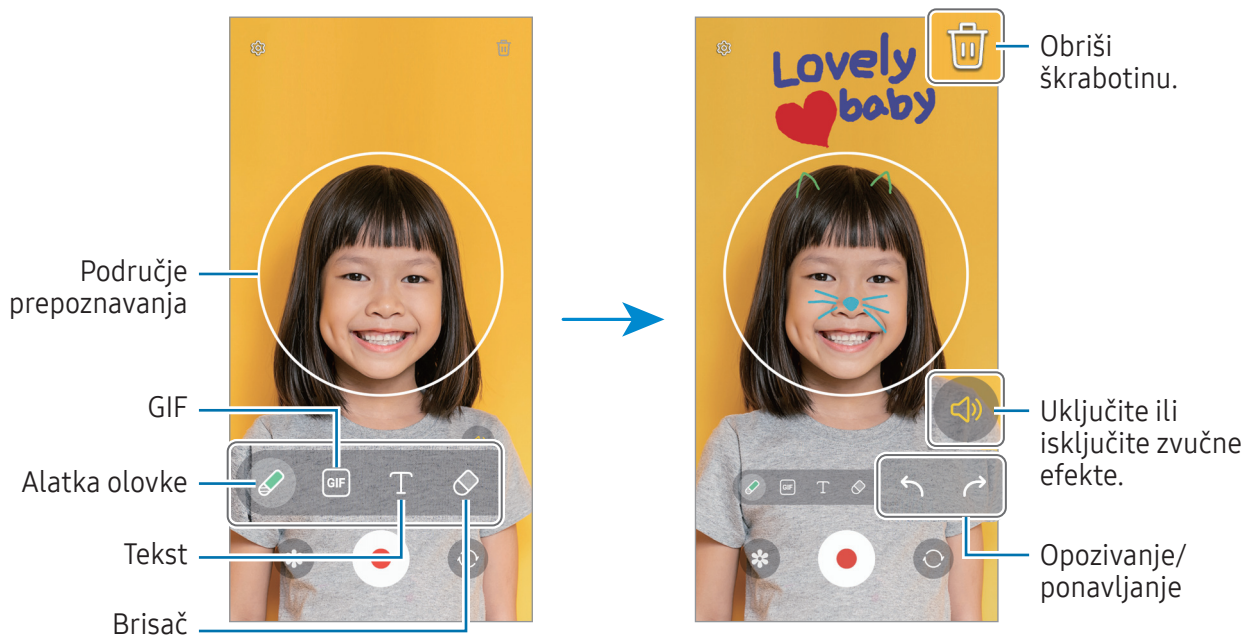 Područje
prepoznavanja
GIF
Alatka olovke
Tekst
Brisač
GIF
T
Lovely
baby
Obriši
škrabotinu.
Uključite ili
isključite zvučne
efekte.
GIF
T
Opozivanje/
ponavljanje